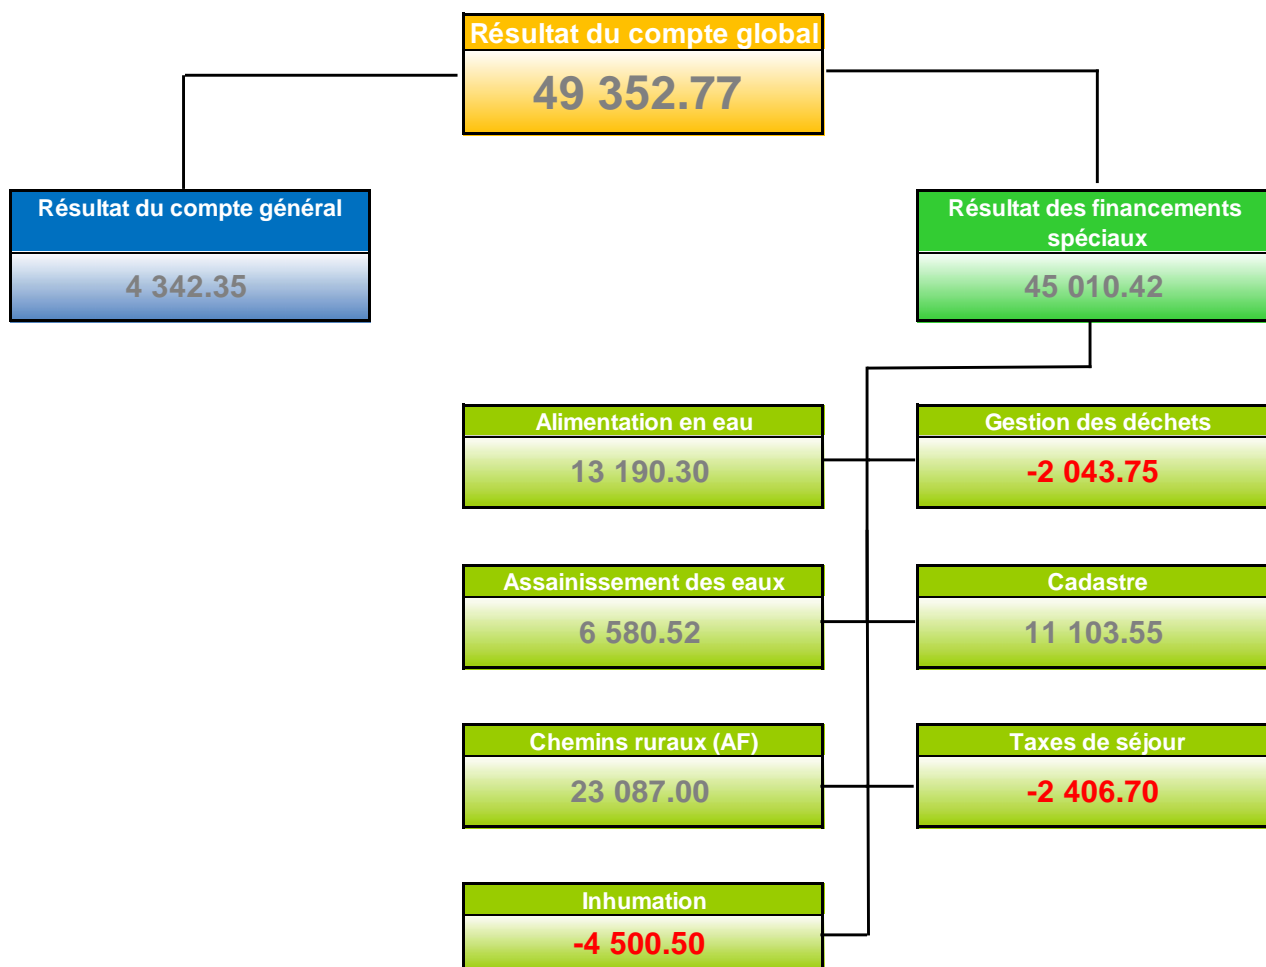 Résultat du compte global
49 352.77
Résultat du compte général
4 342.35
Résultat des financements
spéciaux
45 010.42
Alimentation en eau
13 190.30
Gestion des déchets
-2 043.75
Assainissement des eaux
6 580.52
Cadastre
11 103.55
Chemins ruraux (AF)
23 087.00
Taxes de séjour
-2 406.70
Inhumation
-4 500.50